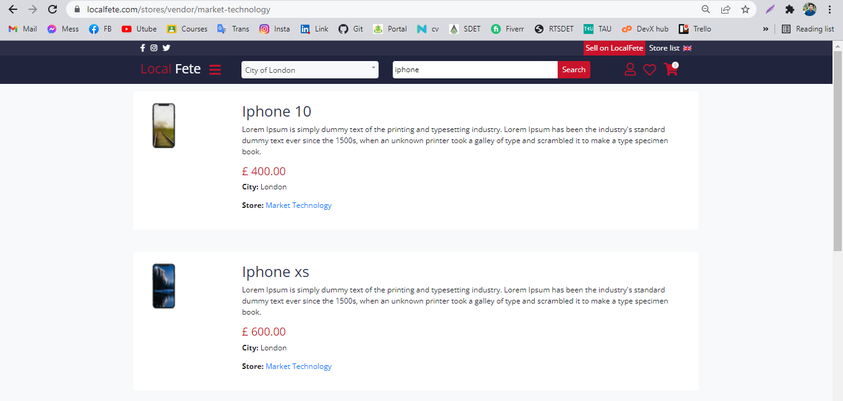 localfete.com/stores/vendor/market-technology
Mail Mess FB Utube Courses Trans Insta Link Git Portal SDET cv Fiverr RTSDET TAU DevX hub Trello » Reading list
Sell on LocalFete Store list
Local Fete City of London iphone Search 0
Iphone 10
Lorem Ipsum is simply dummy text of the printing and typesetting industry. Lorem Ipsum has been the industry's standard
dummy text ever since the 1500s, when an unknown printer took a galley of type and scrambled it to make a type specimen
book.
£ 400.00
City: London
Store: Market Technology
Iphone xs
Lorem Ipsum is simply dummy text of the printing and typesetting industry. Lorem Ipsum has been the industry's standard
dummy text ever since the 1500s, when an unknown printer took a galley of type and scrambled it to make a type specimen
book.
£ 600.00
City: London
Store: Market Technology